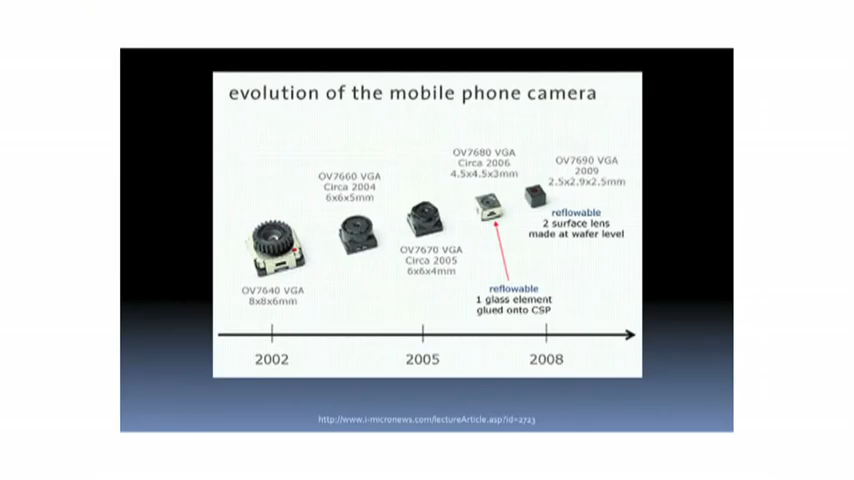 evolution of the mobile phone camera
OV7640 VGA
8x8x6mm
OV7660 VGA
Circa 2004
6x6x5mm
OV7670 VGA
Circa 2005
6x6x4mm
OV7680 VGA
Circa 2006
4.5x4.5x3mm
reflowable
1 glass element
glued onto CSP
OV7690 VGA
2009
2.5x2.9x2.5mm
reflowable
2 surface lens
made at wafer level
2002
2005
2008
http://www.i-micronews.com/lectureArticle.asp?id=2723